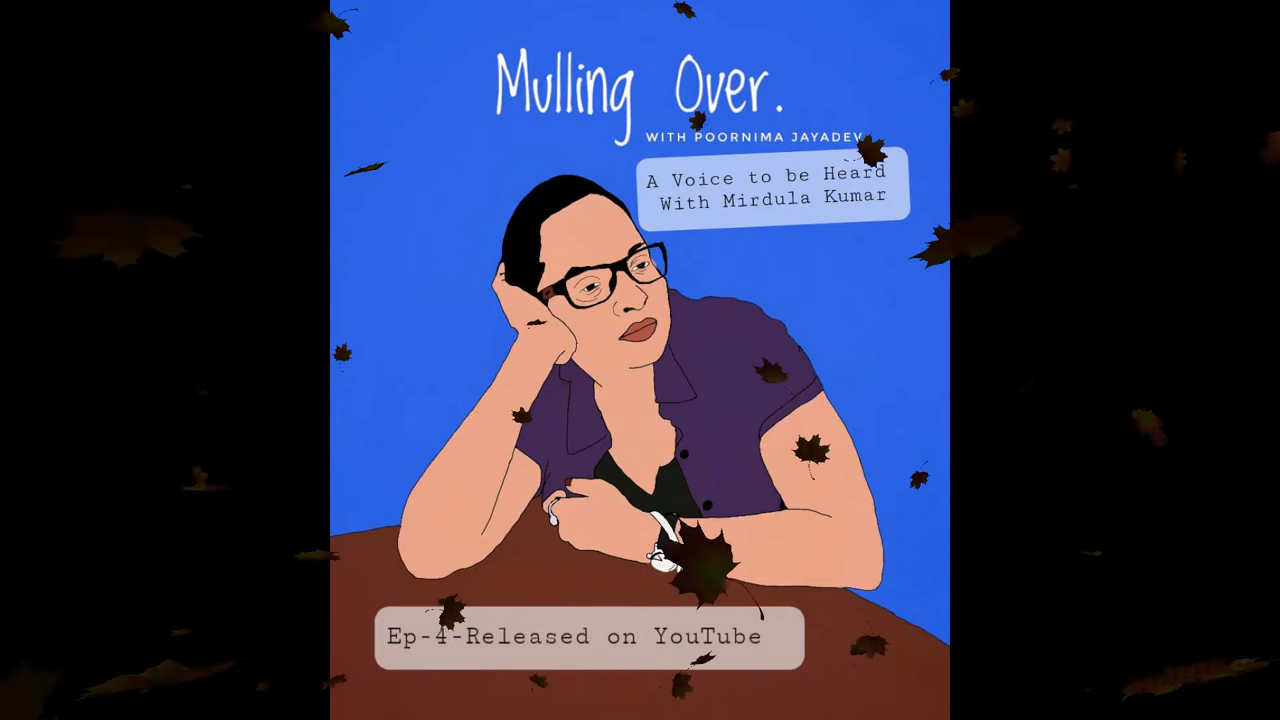 Mulling Over.
WITH POORNIMA JAYADEV
A Voice to be Heard
With Mirdula Kumar
Ep-4-Released on YouTube